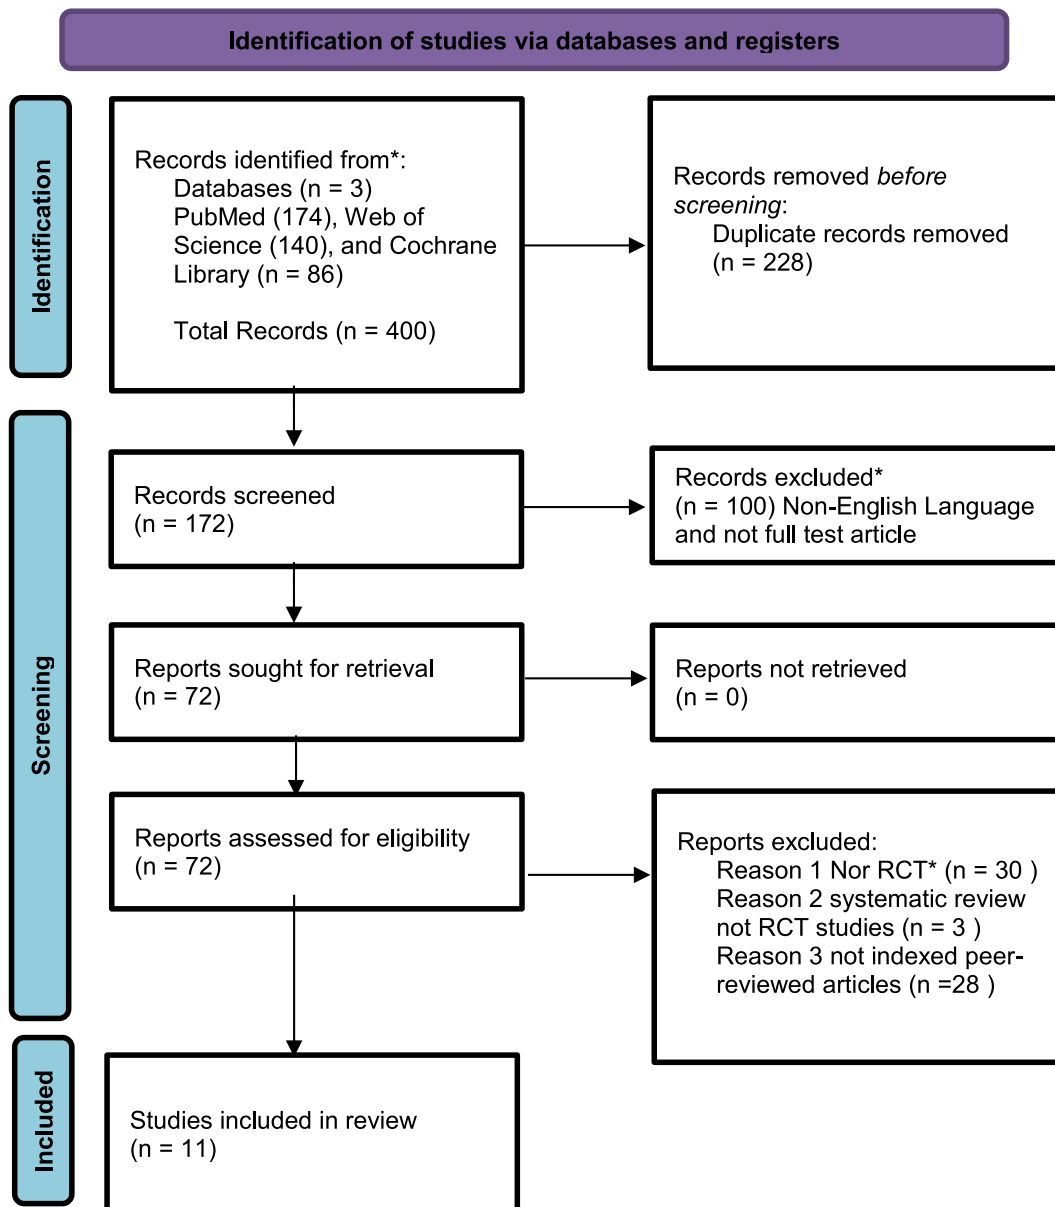 Identification of studies via databases and registers
Identification
Records identified from*:
Databases (n = 3)
PubMed (174), Web of
Science (140), and Cochrane
Library (n = 86)
Total Records (n = 400)
Records removed before
screening:
Duplicate records removed
(n = 228)
Screening
Records screened
(n = 172)
Records excluded*
(n = 100) Non-English Language
and not full test article
Reports sought for retrieval
(n = 72)
Reports not retrieved
(n = 0)
Reports assessed for eligibility
(n = 72)
Reports excluded:
Reason 1 Nor RCT* (n = 30 )
Reason 2 systematic review
not RCT studies (n = 3 )
Reason 3 not indexed peer-
reviewed articles (n =28 )
Included
Studies included in review
(n = 11)